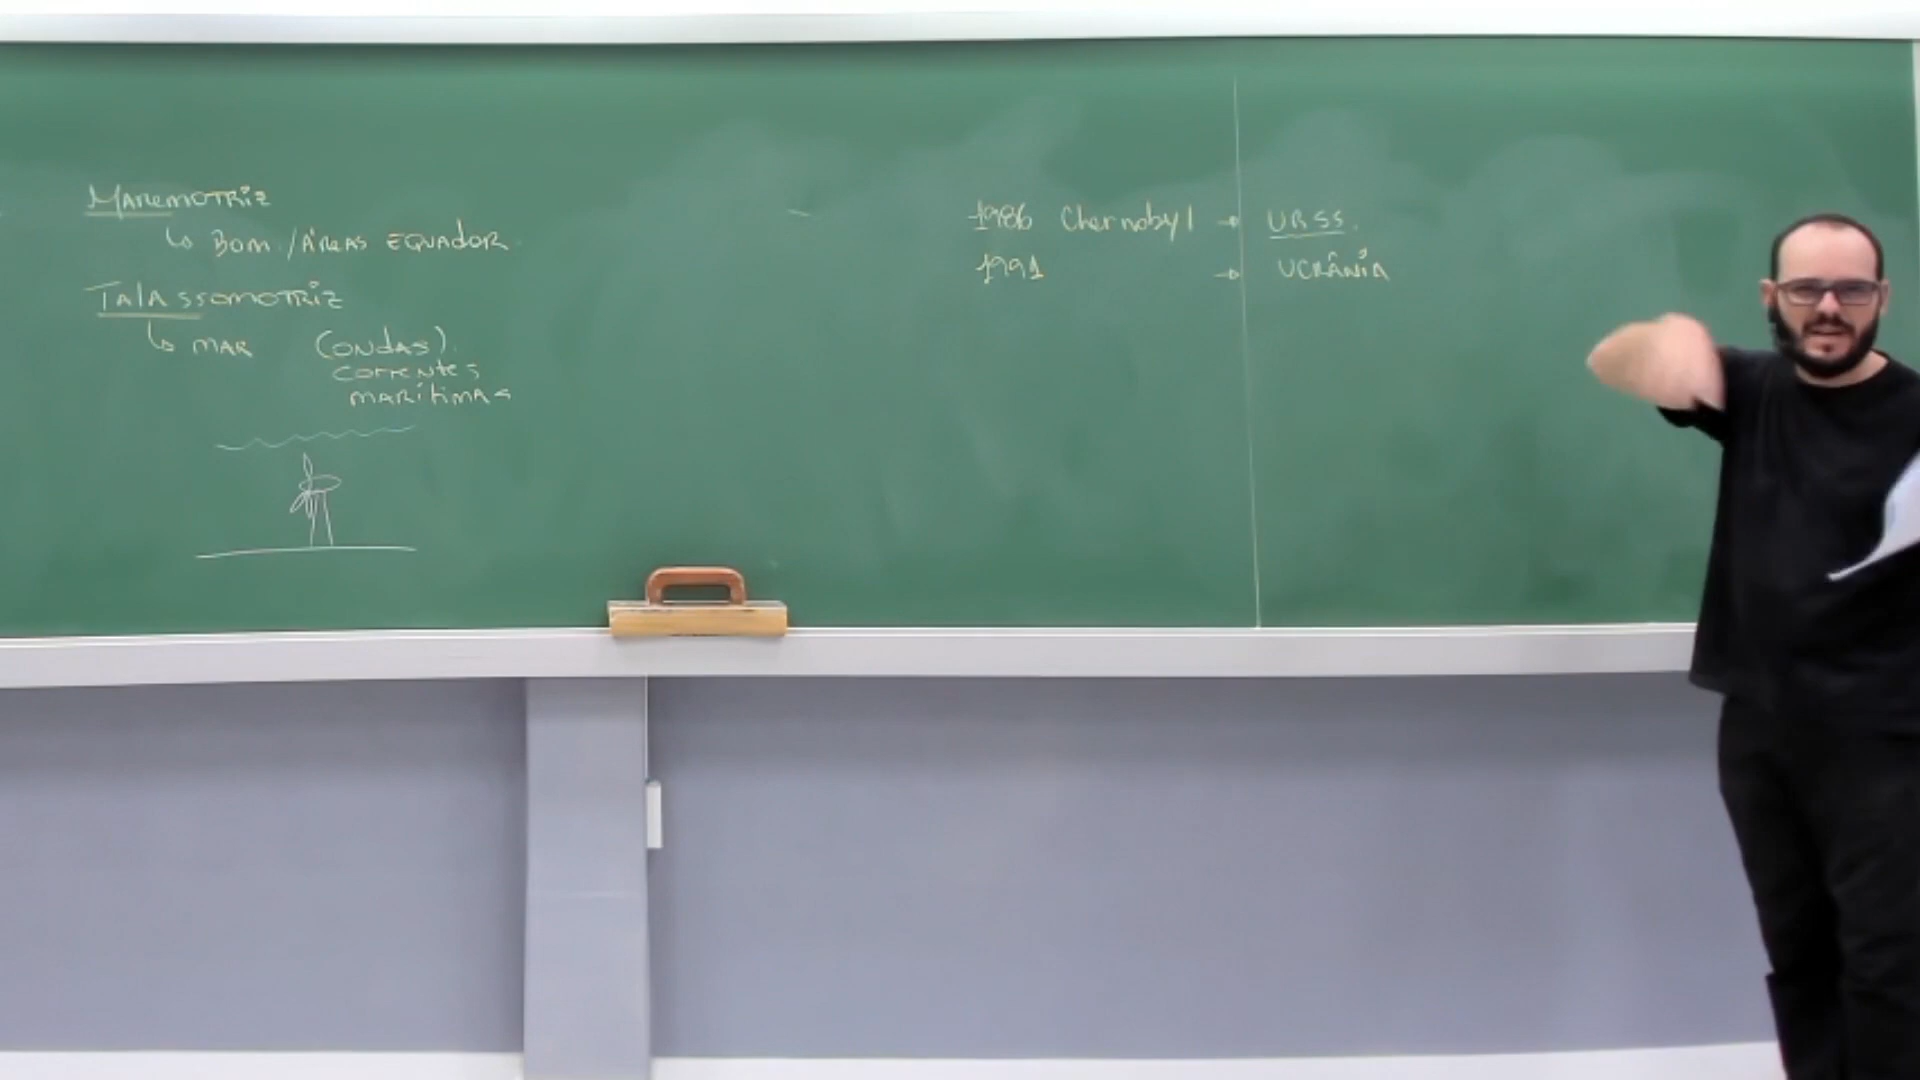 MAREMOTRIZ
↳ BOM /ÁREAS EQUADOR.
TALASSOMOTRIZ
↳ MAR (ONDAS).
CORRENTES
MARÍTIMAS
1986 Chernobyl → URSS.
1991 → UCRÂNIA